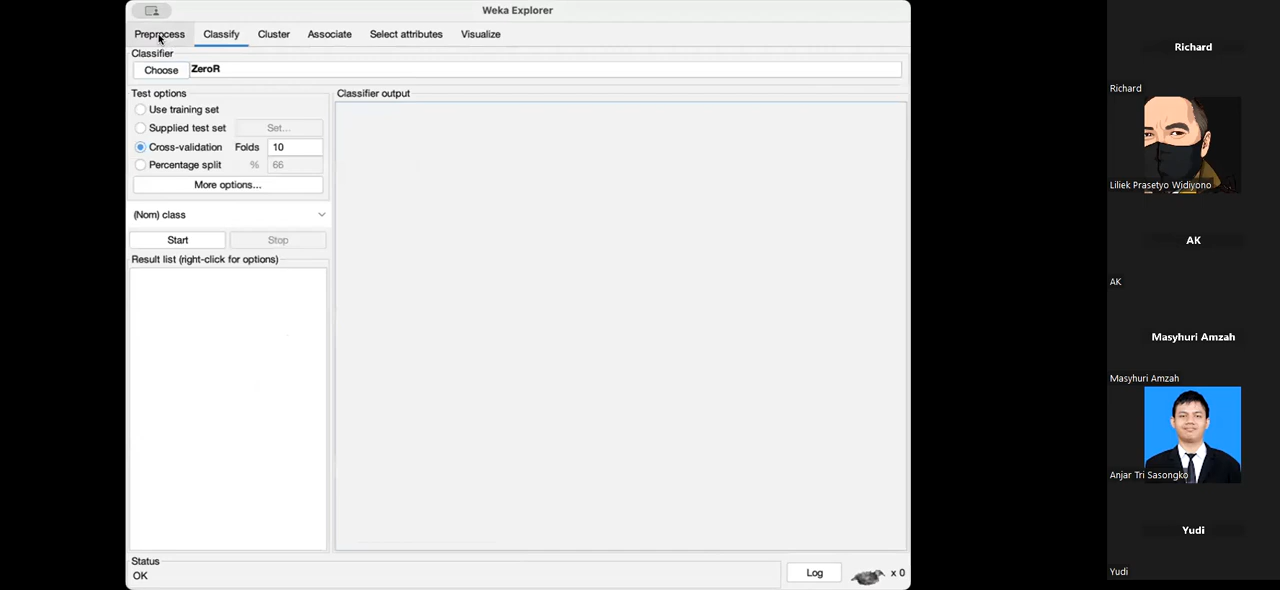 Weka Explorer
Preprocess Classify Cluster Associate Select attributes Visualize
Classifier
Choose ZeroR
Test options
Use training set
Supplied test set Set...
Cross-validation Folds 10
Percentage split % 66
More options...
(Nom) class
Start Stop
Result list (right-click for options)
Classifier output
Status
OK
Log x 0
Richard
Richard
Liliek Prasetyo Widiyono
AK
AK
Masyhuri Amzah
Masyhuri Amzah
Anjar Tri Sasongko
Yudi
Yudi